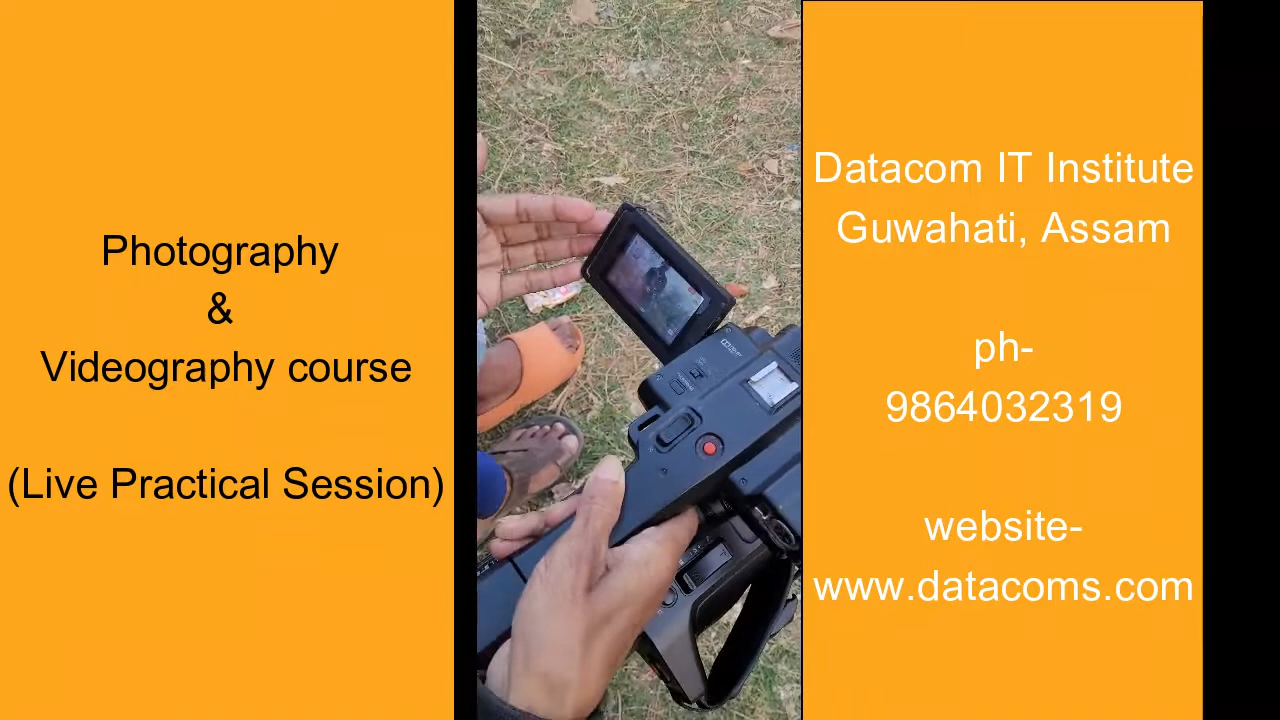 Photography
&
Videography course
(Live Practical Session)
Datacom IT Institute
Guwahati, Assam
ph-
9864032319
website-
www.datacoms.com